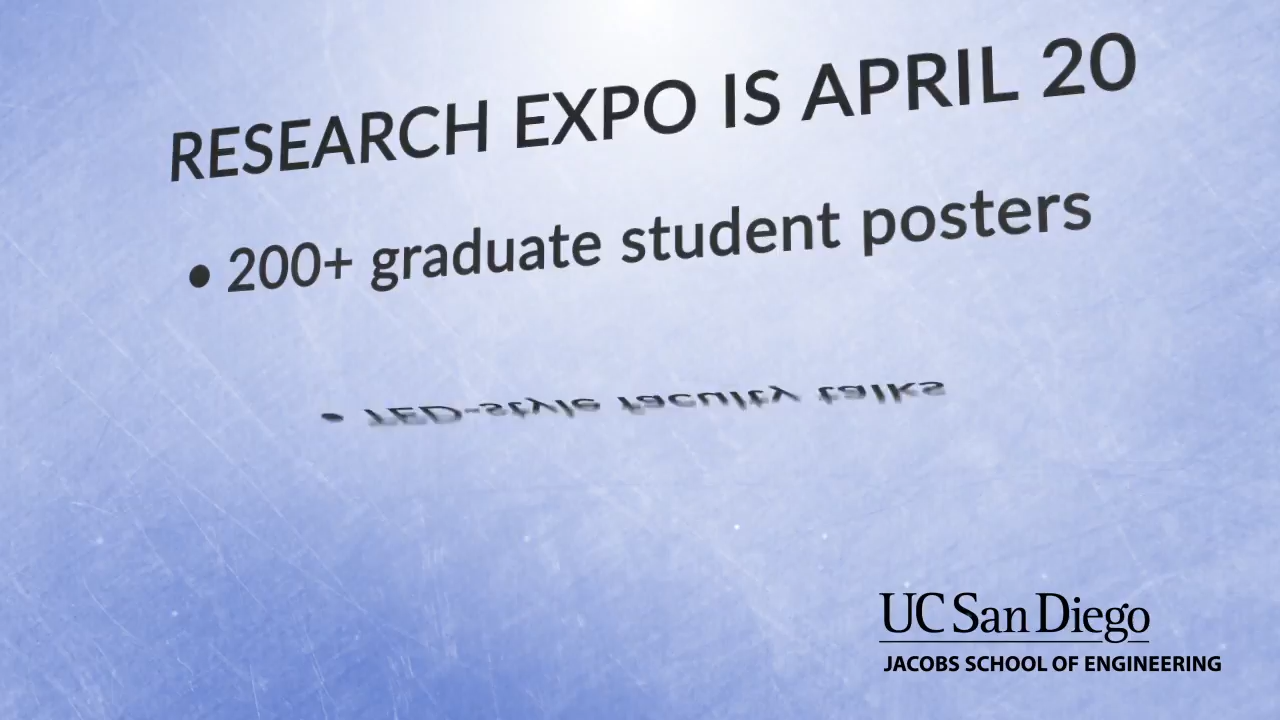 RESEARCH EXPO IS APRIL 20
• 200+ graduate student posters
• TED-style faculty talks
UC San Diego
JACOBS SCHOOL OF ENGINEERING